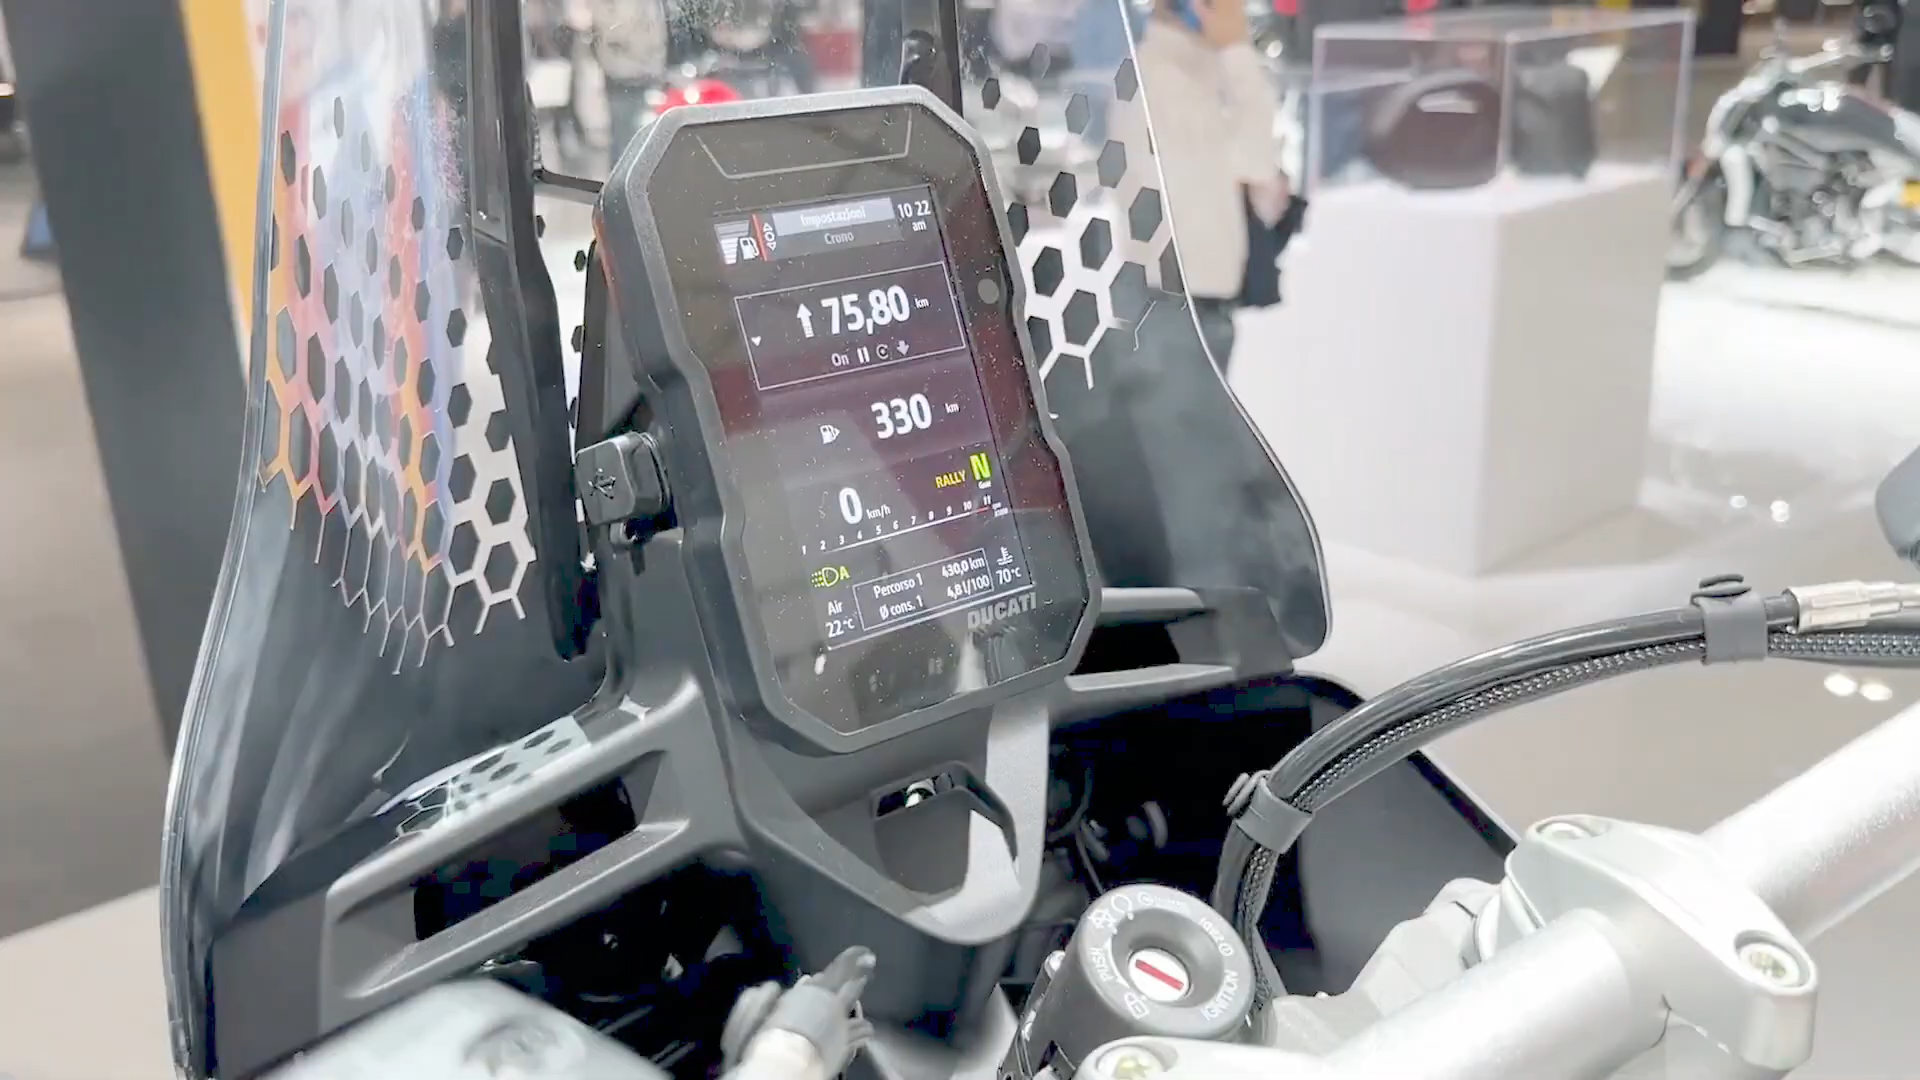 Impostazioni
10 22
am
Crono
75,80 km
On
330 km
RALLY N
Gear
0 km/h
1 2 3 4 5 6 7 8 9 10 11
A
Percorso 1 430,0 km
Ø cons. 1 4,8 l/100
Air
22 °C
70 °C
DUCATI
PUSH
IGNITION